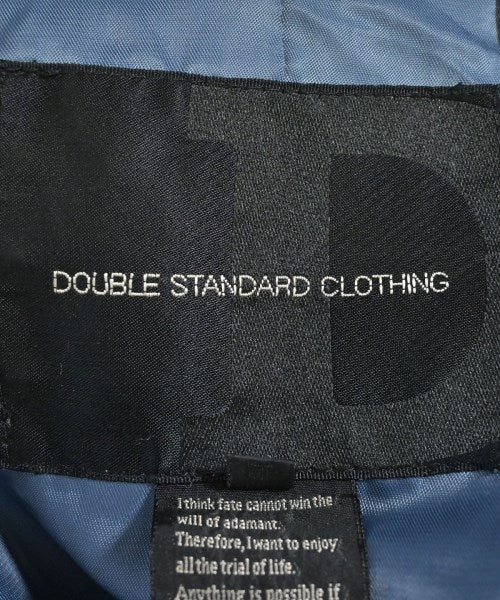 DOUBLE STANDARD CLOTHING
I think fate cannot win the
will of adamant.
Therefore, I want to enjoy
all the trial of life.
Anything is possible if